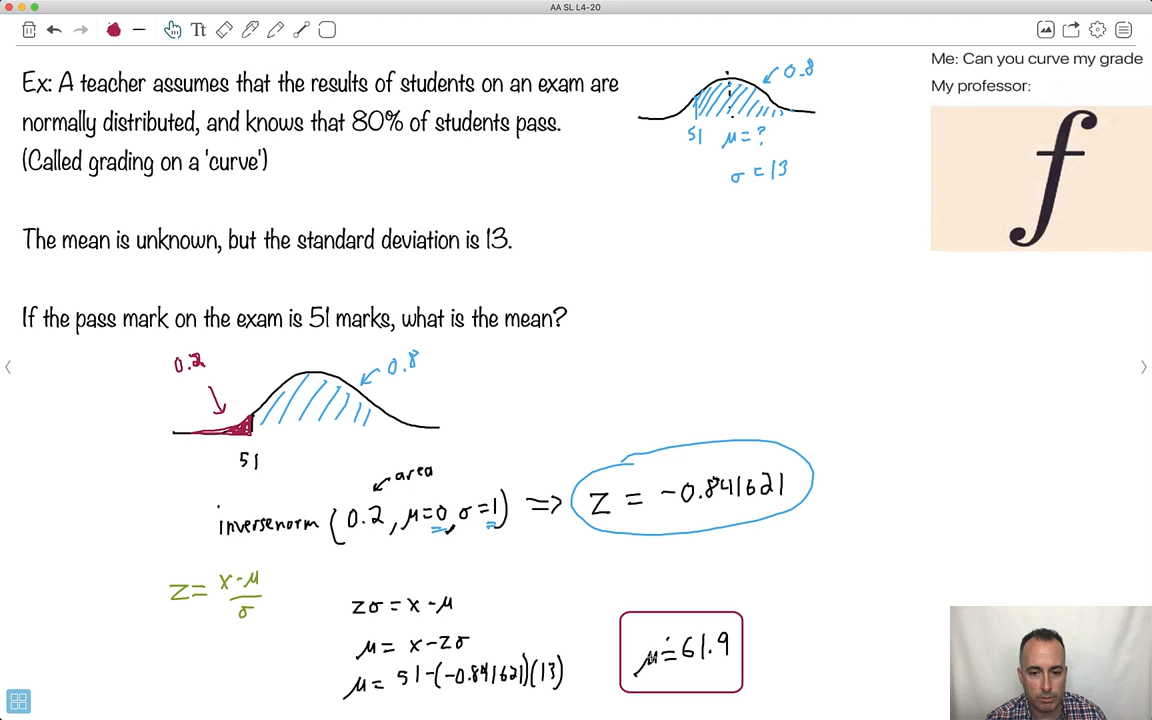 AA SL L4-20
Tt
Ex: A teacher assumes that the results of students on an exam are
normally distributed, and knows that 80% of students pass.
(Called grading on a 'curve')
0.8
51 μ = ?
σ = 13
Me: Can you curve my grade
My professor:
f
The mean is unknown, but the standard deviation is 13.
If the pass mark on the exam is 51 marks, what is the mean?
0.2
0.8
51
area
inversenorm (0.2, μ=0, σ=1) => z = -0.841621
z = x-μ/σ
zσ = x-μ
μ = x-zσ
μ = 51-(-0.841621)(13)
μ ≐ 61.9